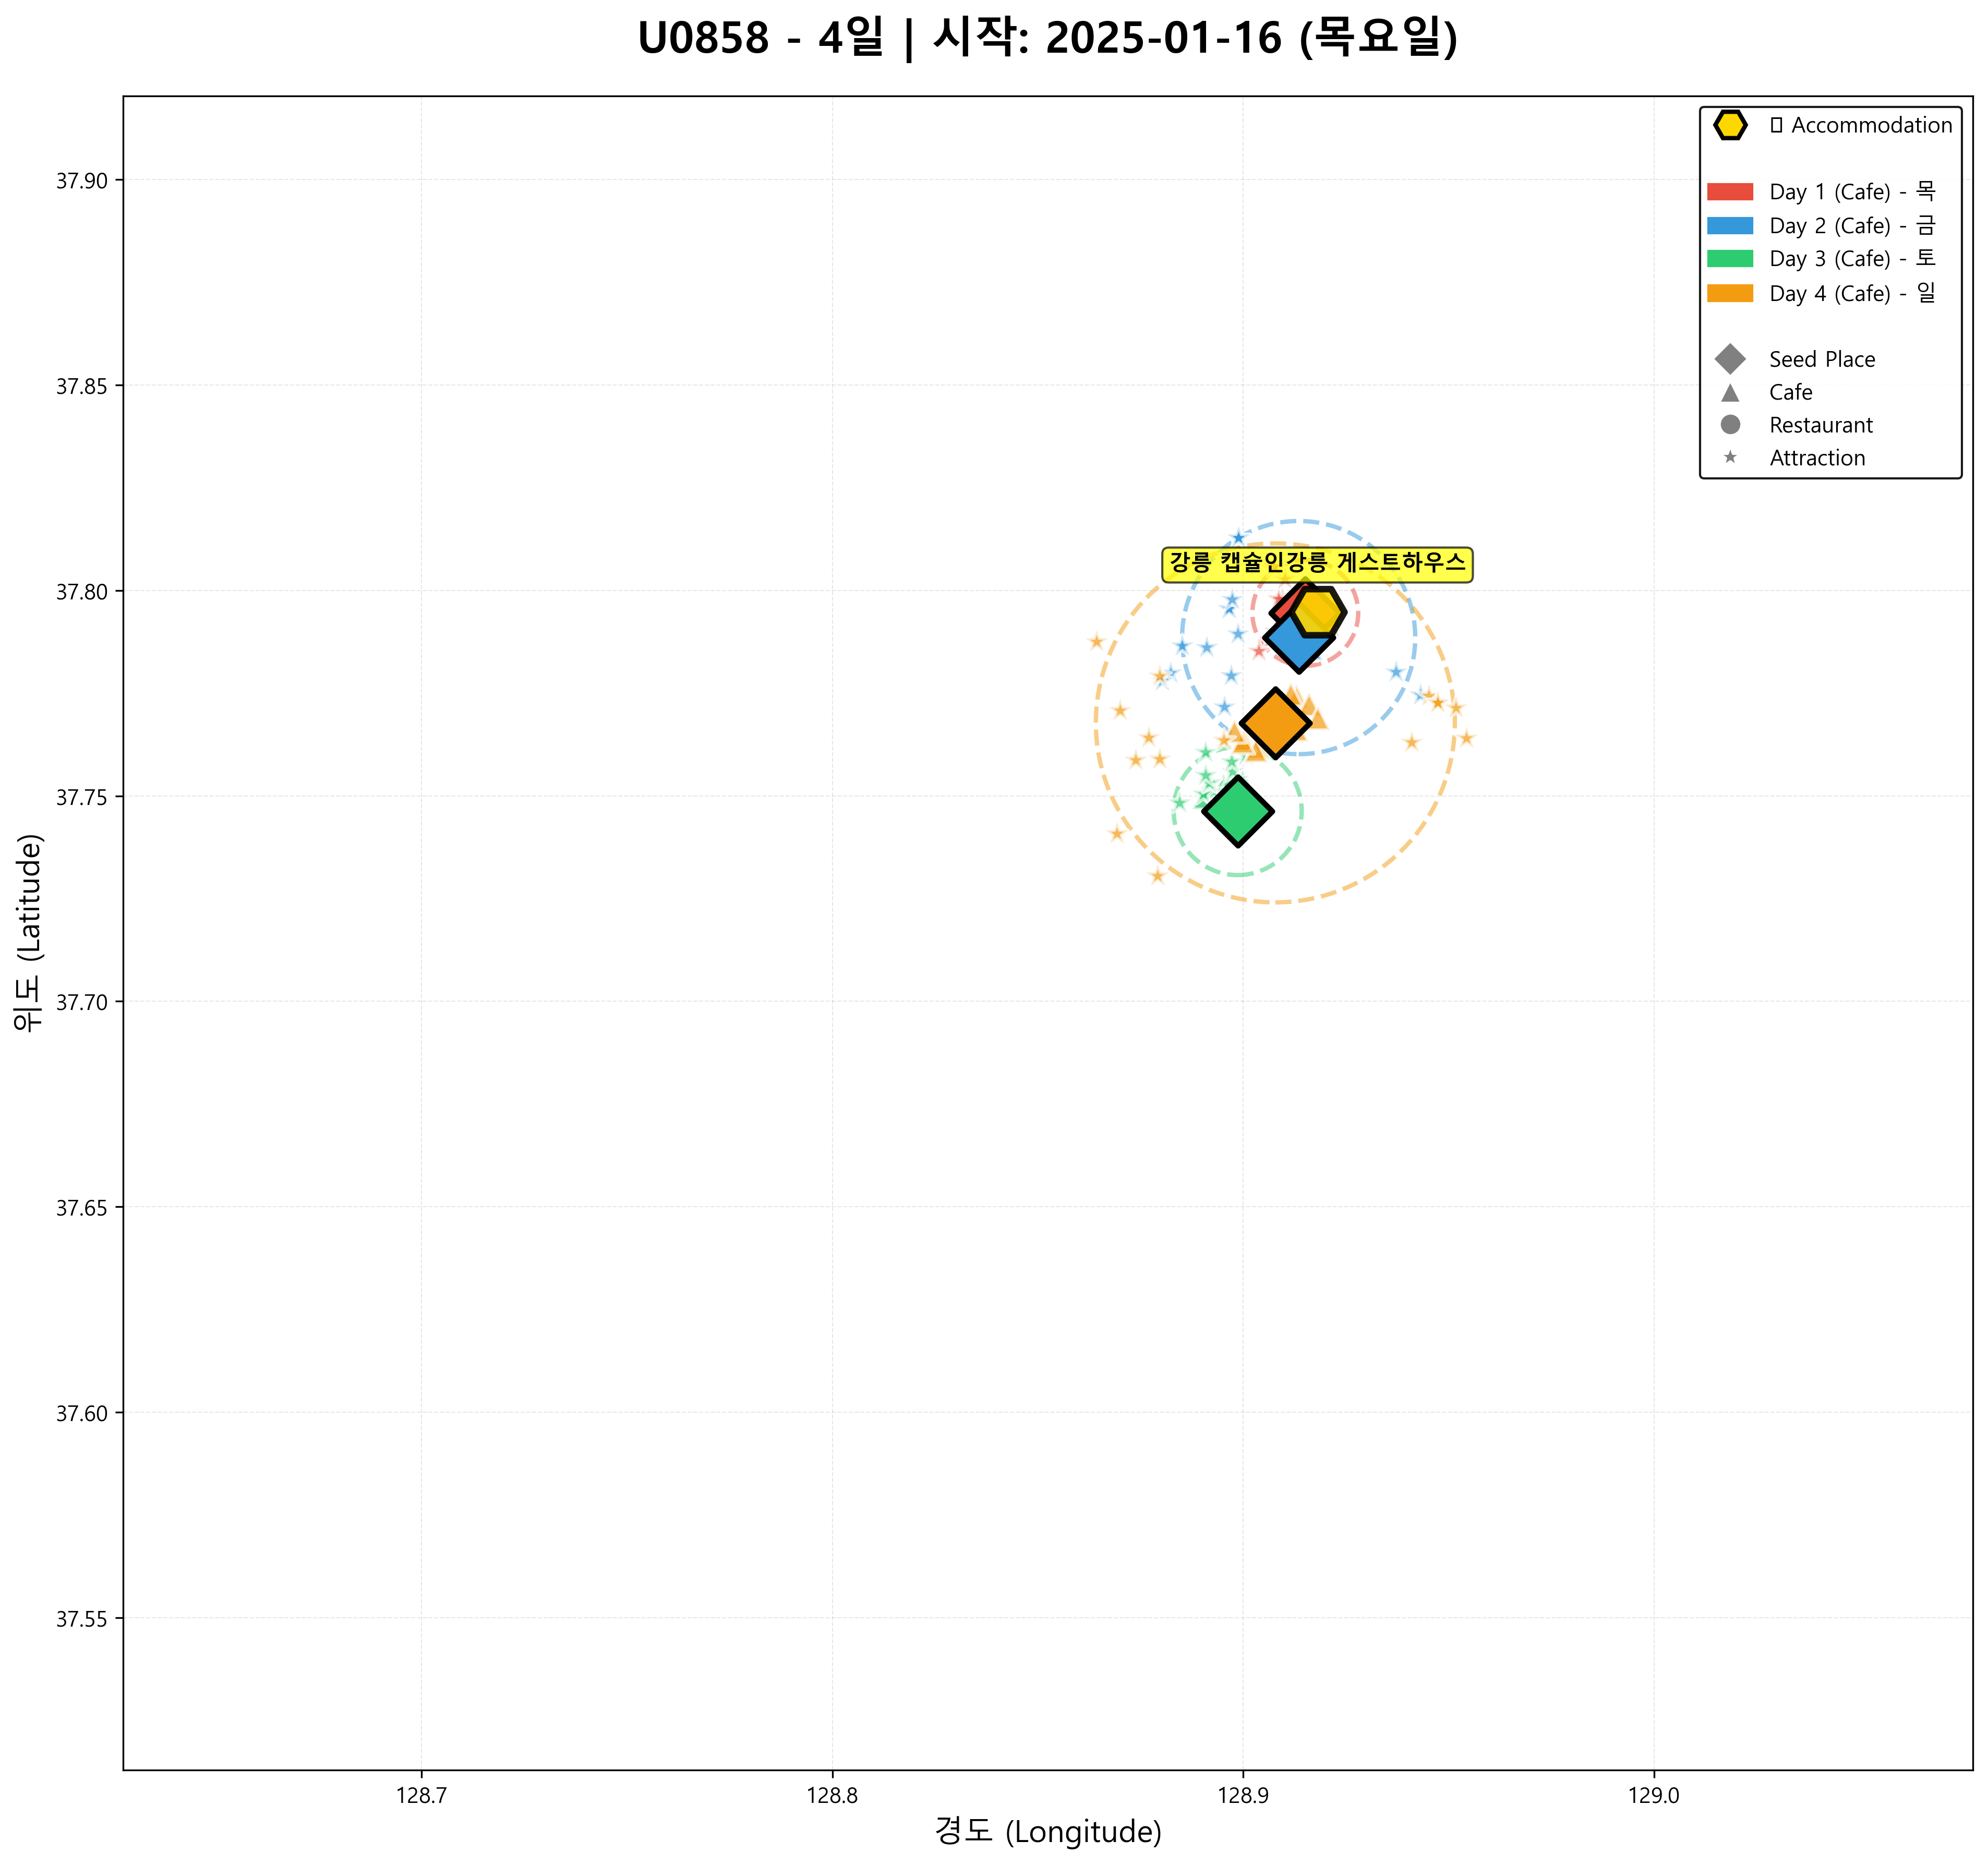 U0858 - 4일 | 시작: 2025-01-16 (목요일)
Accommodation
Day 1 (Cafe) - 목
Day 2 (Cafe) - 금
Day 3 (Cafe) - 토
Day 4 (Cafe) - 일
Seed Place
Cafe
Restaurant
Attraction
강릉 캡슐인강릉 게스트하우스
위도 (Latitude)
37.90
37.85
37.80
37.75
37.70
37.65
37.60
37.55
128.7
128.8
128.9
129.0
경도 (Longitude)